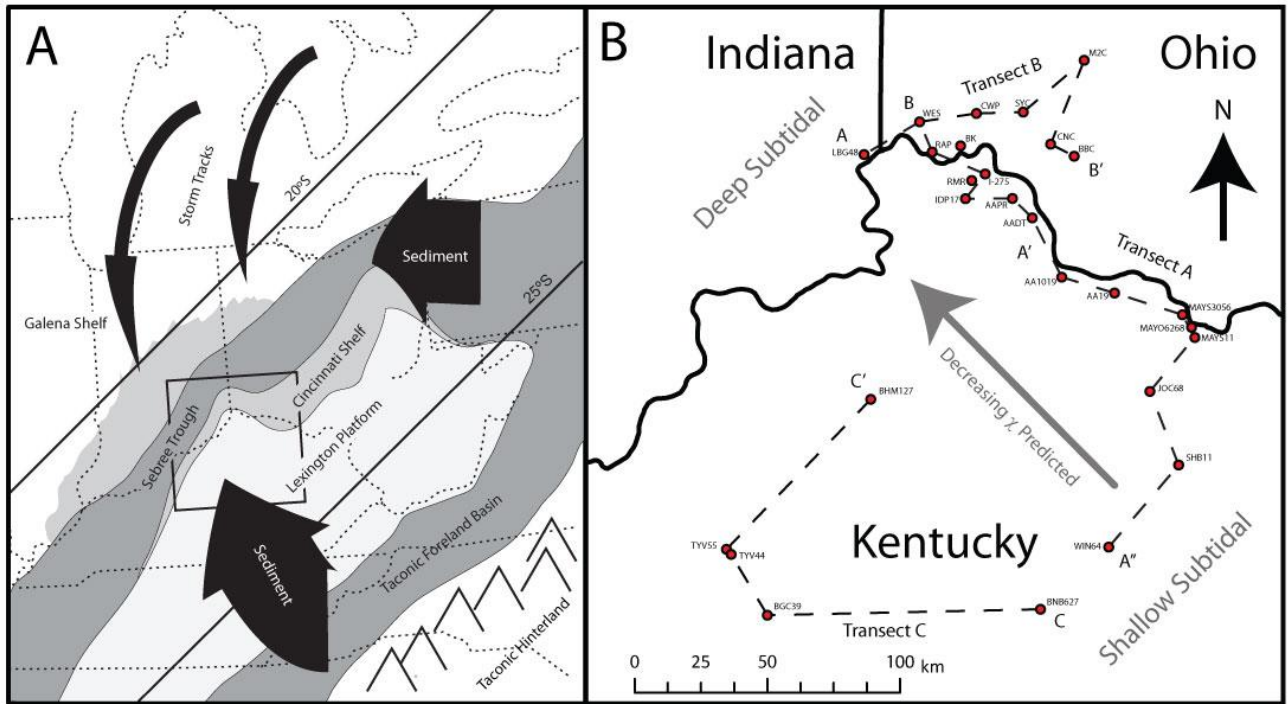 A
Storm Tracks
20°S
Sediment
25°S
Galena Shelf
Cincinnati Shelf
Sebree Trough
Lexington Platform
Sediment
Taconic Foreland Basin
Taconic Hinterland
B
Indiana
Ohio
Deep Subtidal
Transect B
M2C
N
B
WES
CWP
SYC
A
LBG48
RAP
BK
CNC
BBC
B'
RMR
I-275
IDP17
AAPR
AADT
A'
Transect A
AA1019
AA19
MAYS3056
MAYO6268
MAYS11
Decreasing χ Predicted
C'
BHM127
JOC68
SHB11
TYV55
TYV44
Kentucky
WIN64
A"
Shallow Subtidal
BGC39
Transect C
BNB627
C
0 25 50 100 km